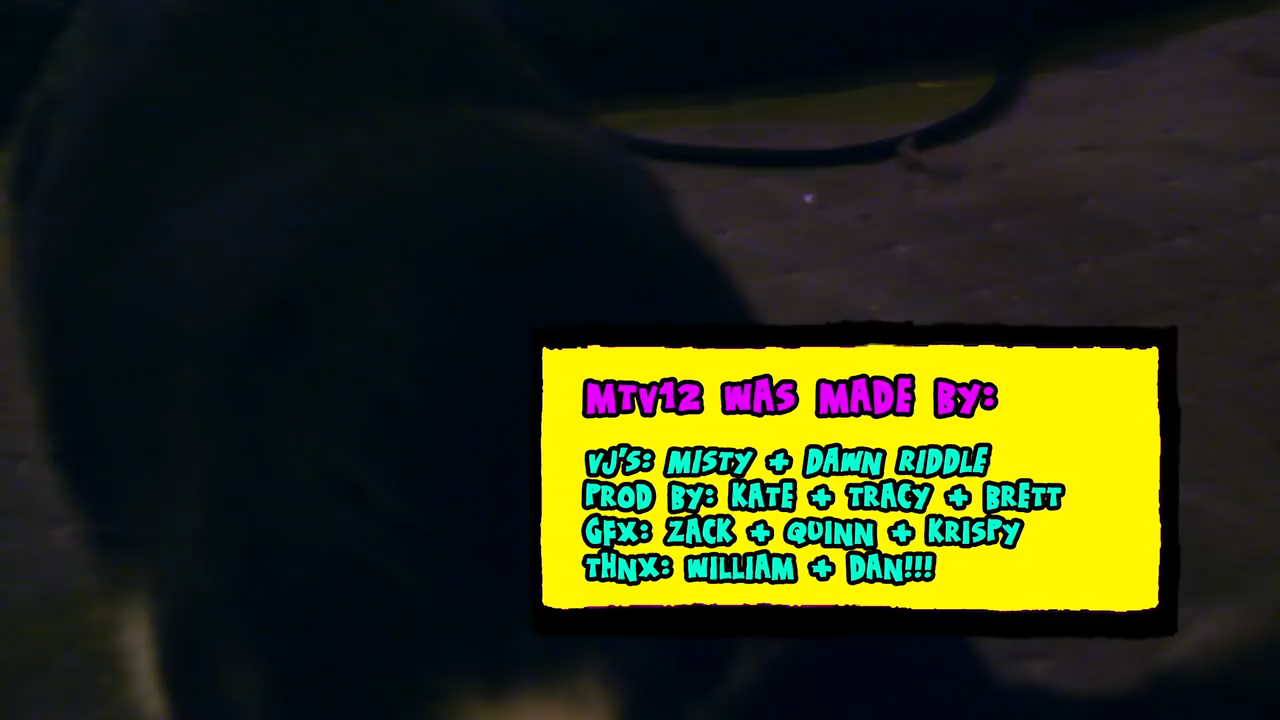 MTV12 WAS MADE BY:
VJ'S: MISTY + DAWN RIDDLE
PROD BY: KATE + TRACY + BRETT
GFX: ZACK + QUINN + KRISPY
THNX: WILLIAM + DAN!!!